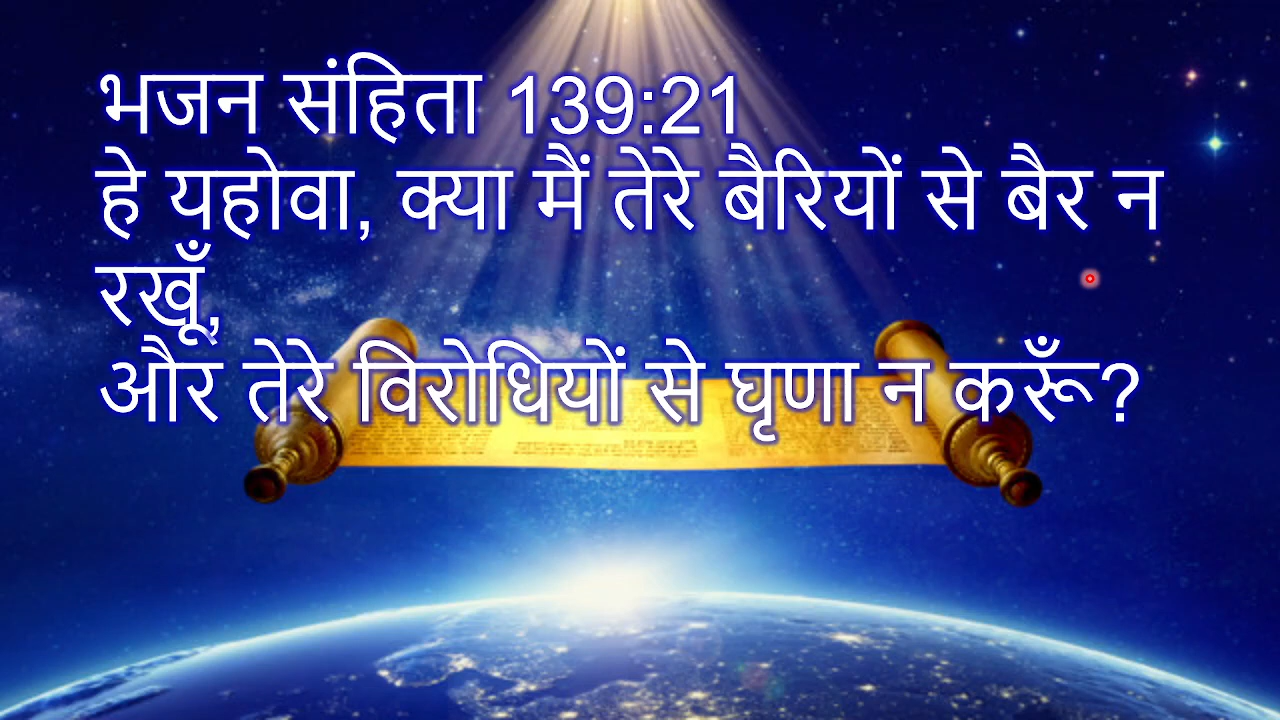 भजन संहिता 139:21
हे यहोवा, क्या मैं तेरे बैरियों से बैर न
रखूँ,
और तेरे विरोधियों से घृणा न करूँ?